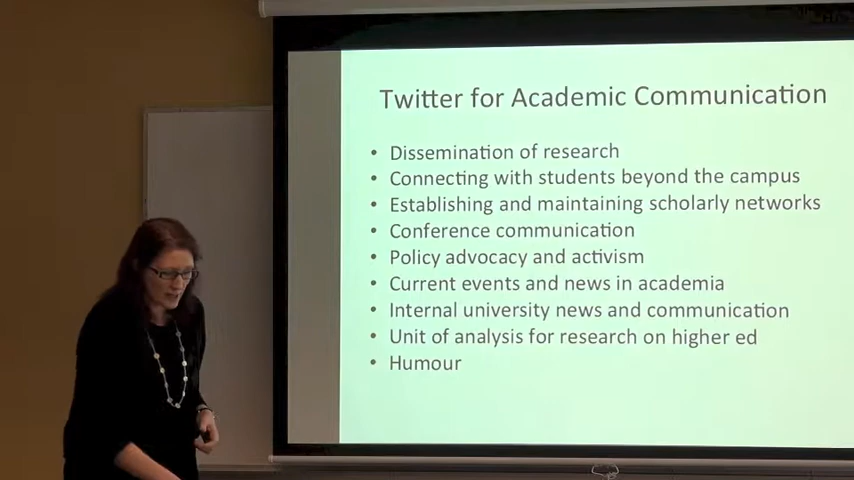 Twitter for Academic Communication
• Dissemination of research
• Connecting with students beyond the campus
• Establishing and maintaining scholarly networks
• Conference communication
• Policy advocacy and activism
• Current events and news in academia
• Internal university news and communication
• Unit of analysis for research on higher ed
• Humour